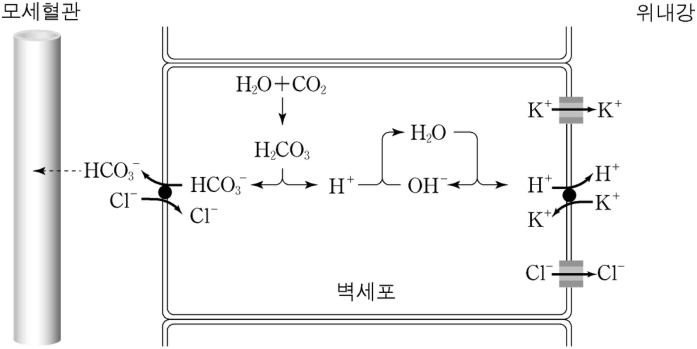 모세혈관
위내강
H₂O+CO₂
K⁺ K⁺
H₂O
H₂CO₃
HCO₃⁻ HCO₃⁻ H⁺ OH⁻ H⁺ H⁺
Cl⁻ Cl⁻ K⁺ K⁺
Cl⁻ Cl⁻
벽세포